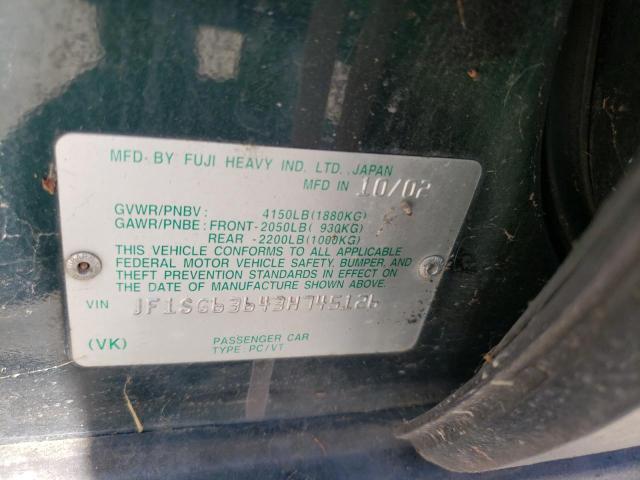 MFD. BY FUJI HEAVY IND. LTD., JAPAN
MFD IN 10/02
GVWR/PNBV : 4150LB(1880KG)
GAWR/PNBE : FRONT-2050LB( 930KG)
REAR -2200LB(1000KG)
THIS VEHICLE CONFORMS TO ALL APPLICABLE
FEDERAL MOTOR VEHICLE SAFETY, BUMPER, AND
THEFT PREVENTION STANDARDS IN EFFECT ON
THE DATE OF MANUFACTURE SHOWN ABOVE.
VIN JF1SG63643H745126
(VK) PASSENGER CAR
TYPE: PC/VT